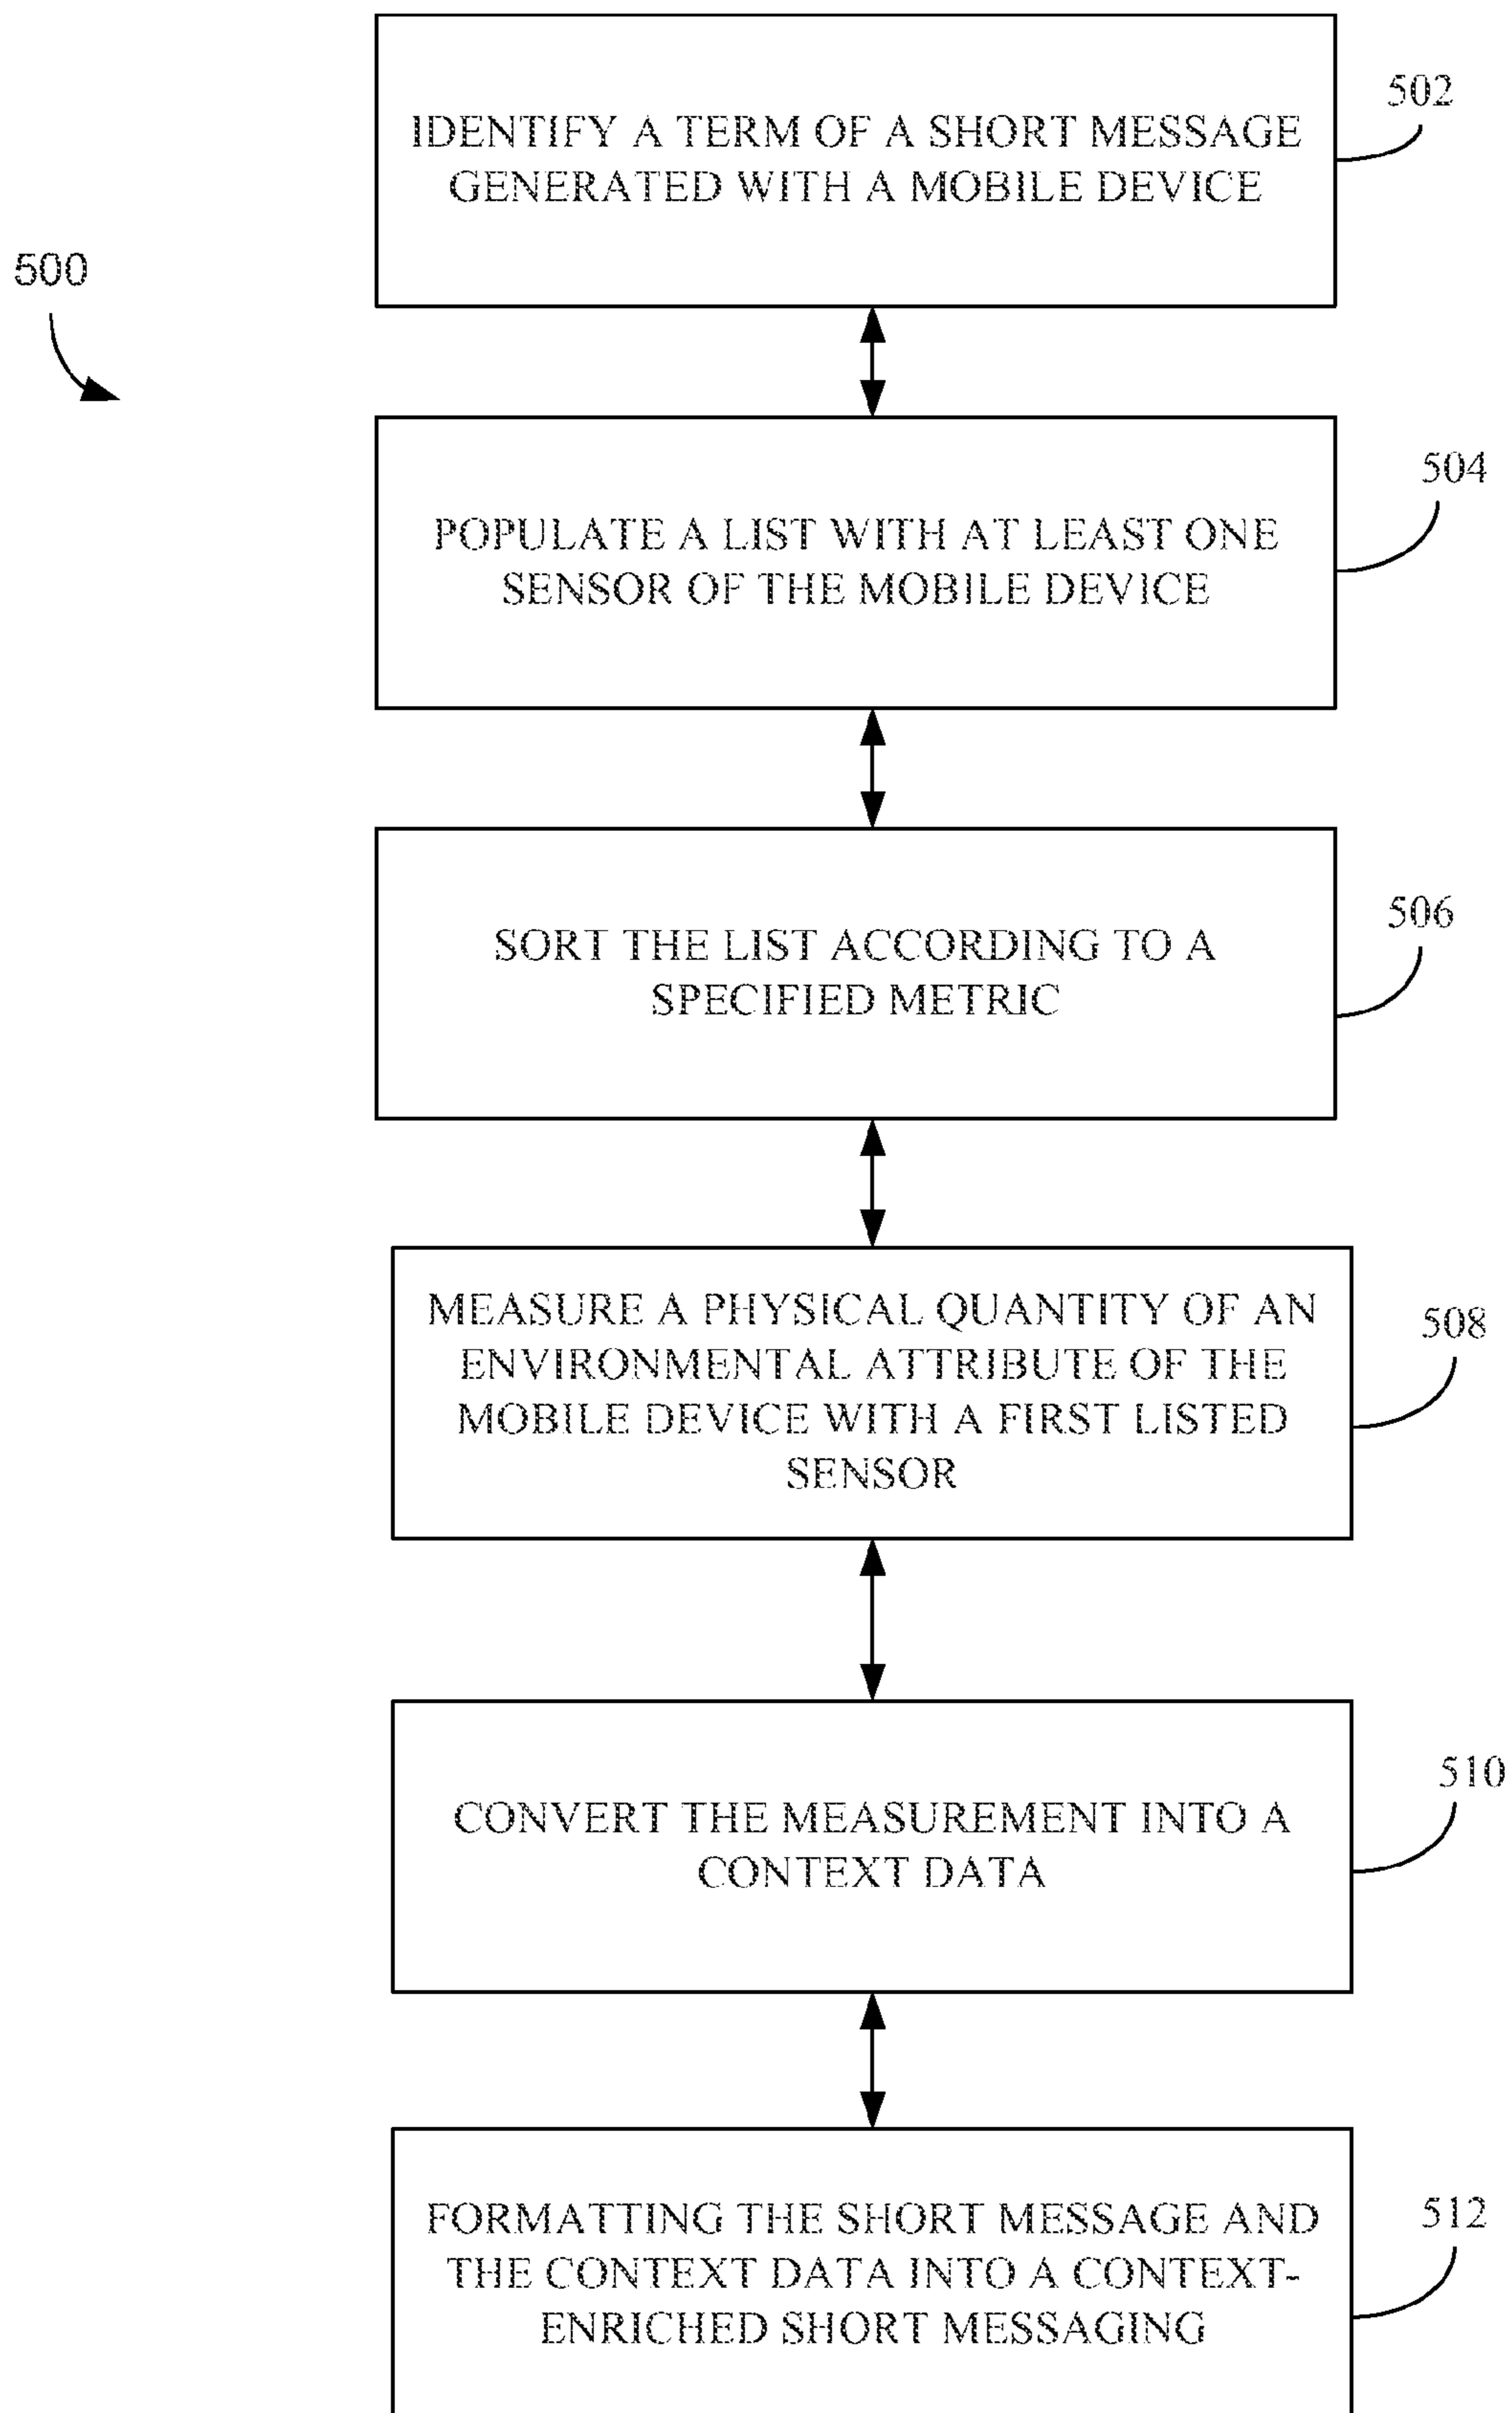 502
IDENTIFY A TERM OF A SHORT MESSAGE
GENERATED WITH A MOBILE DEVICE
500
504
POPULATE A LIST WITH AT LEAST ONE
SENSOR OF THE MOBILE DEVICE
506
SORT THE LIST ACCORDING TO A
SPECIFIED METRIC
508
MEASURE A PHYSICAL QUANTITY OF AN
ENVIRONMENTAL ATTRIBUTE OF THE
MOBILE DEVICE WITH A FIRST LISTED
SENSOR
510
CONVERT THE MEASUREMENT INTO A
CONTEXT DATA
512
FORMATTING THE SHORT MESSAGE AND
THE CONTEXT DATA INTO A CONTEXT-
ENRICHED SHORT MESSAGING